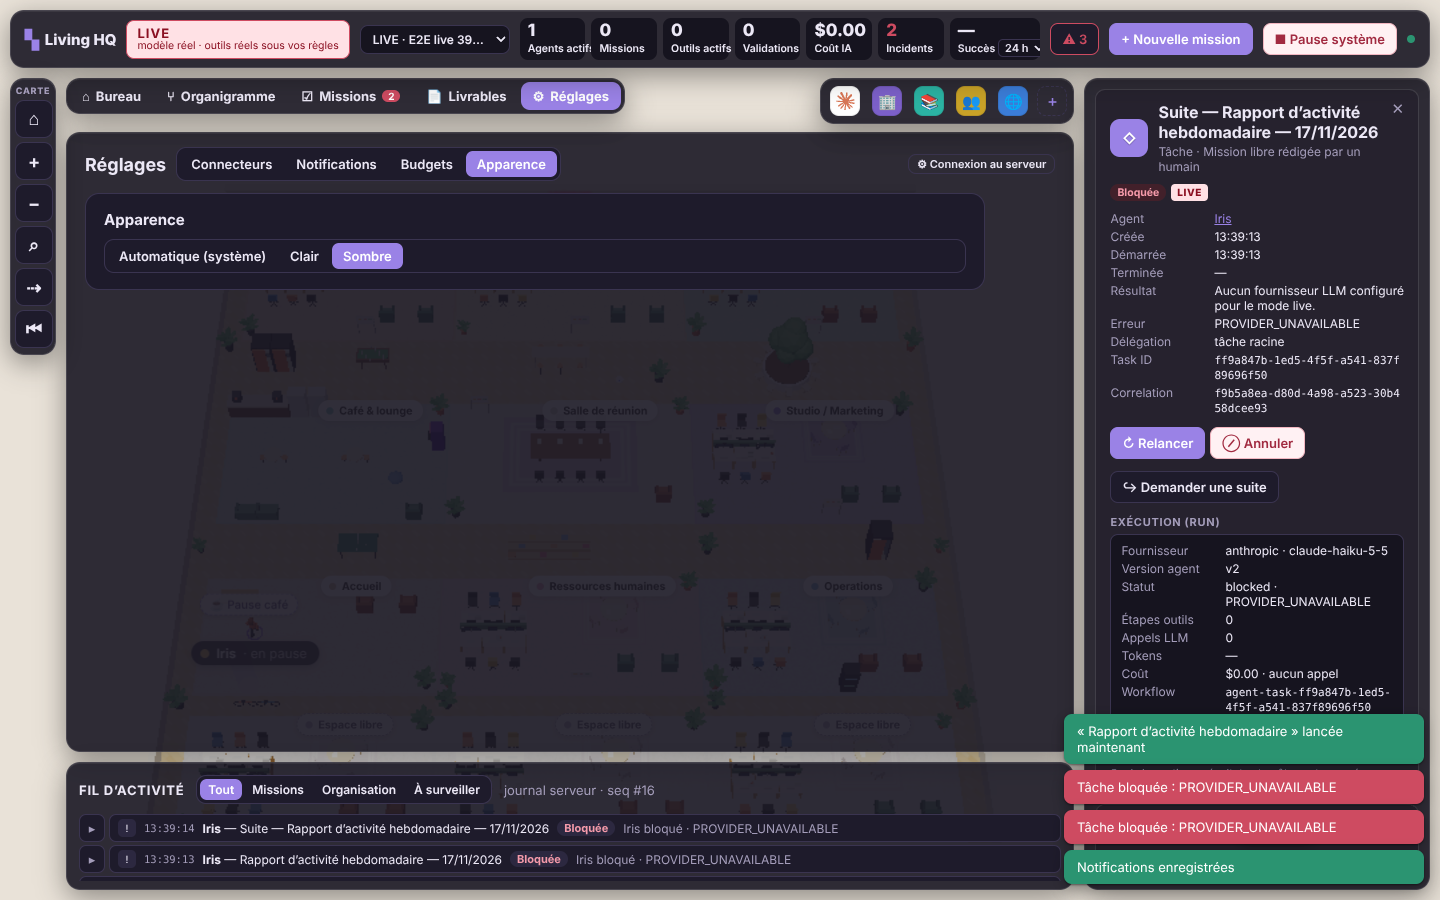 Living HQ
LIVE
modèle réel · outils réels sous vos règles
LIVE · E2E live 39...
1
Agents actifs
0
Missions
0
Outils actifs
0
Validations
$0.00
Coût IA
2
Incidents
—
Succès
24 h
⚠ 3
+ Nouvelle mission
Pause système
CARTE
Bureau
Organigramme
Missions 2
Livrables
Réglages
Réglages
Connecteurs
Notifications
Budgets
Apparence
Connexion au serveur
Apparence
Automatique (système)
Clair
Sombre
Café & lounge
Salle de réunion
Studio / Marketing
Accueil
Ressources humaines
Operations
Pause café
Iris · en pause
Espace libre
Espace libre
Espace libre
FIL D’ACTIVITÉ
Tout
Missions
Organisation
À surveiller
journal serveur · seq #16
! 13:39:14 Iris — Suite — Rapport d’activité hebdomadaire — 17/11/2026 Bloquée Iris bloqué · PROVIDER_UNAVAILABLE
! 13:39:13 Iris — Rapport d’activité hebdomadaire — 17/11/2026 Bloquée Iris bloqué · PROVIDER_UNAVAILABLE
Suite — Rapport d’activité
hebdomadaire — 17/11/2026
Tâche · Mission libre rédigée par un
humain
Bloquée LIVE
Agent Iris
Créée 13:39:13
Démarrée 13:39:13
Terminée —
Résultat Aucun fournisseur LLM configuré
pour le mode live.
Erreur PROVIDER_UNAVAILABLE
Délégation tâche racine
Task ID ff9a847b-1ed5-4f5f-a541-837f
89696f50
Correlation f9b5a8ea-d80d-4a98-a523-30b4
58dcee93
Relancer
Annuler
Demander une suite
EXÉCUTION (RUN)
Fournisseur anthropic · claude-haiku-5-5
Version agent v2
Statut blocked ·
PROVIDER_UNAVAILABLE
Étapes outils 0
Appels LLM 0
Tokens —
Coût $0.00 · aucun appel
Workflow agent-task-ff9a847b-1ed5-
4f5f-a541-837f89696f50
« Rapport d’activité hebdomadaire » lancée
maintenant
Tâche bloquée : PROVIDER_UNAVAILABLE
Tâche bloquée : PROVIDER_UNAVAILABLE
Notifications enregistrées